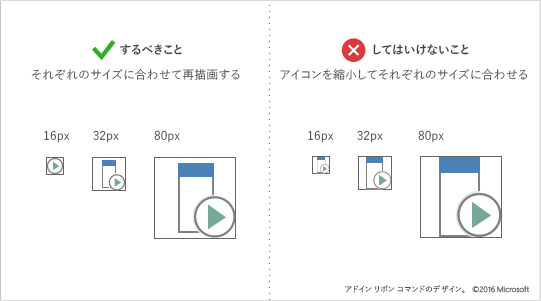 するべきこと
それぞれのサイズに合わせて再描画する
16px 32px 80px
してはいけないこと
アイコンを縮小してそれぞれのサイズに合わせる
16px 32px 80px
アドイン リボン コマンドのデザイン。 ©2016 Microsoft